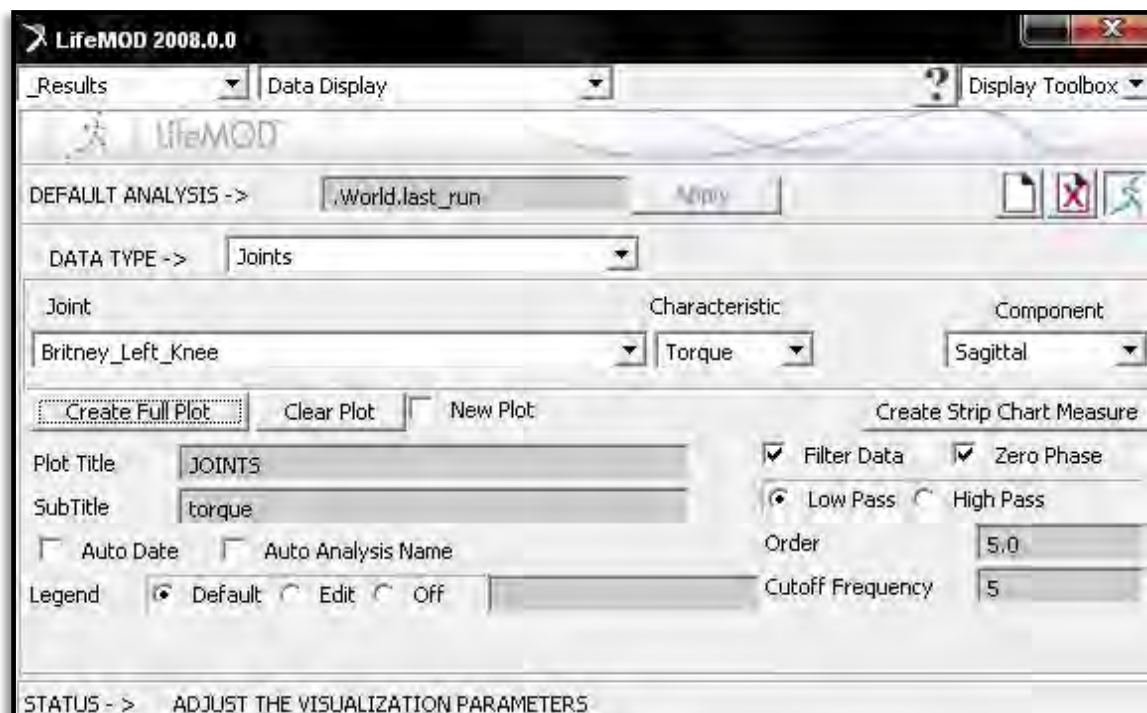 LifeMOD 2008.0.0
_Results Data Display ? Display Toolbox
LifeMOD
DEFAULT ANALYSIS -> .World.last_run Apply
DATA TYPE -> Joints
Joint Characteristic Component
Britney_Left_Knee Torque Sagittal
Create Full Plot Clear Plot New Plot Create Strip Chart Measure
Plot Title JOINTS Filter Data Zero Phase
SubTitle torque Low Pass High Pass
Auto Date Auto Analysis Name Order 5.0
Legend Default Edit Off Cutoff Frequency 5
STATUS - > ADJUST THE VISUALIZATION PARAMETERS